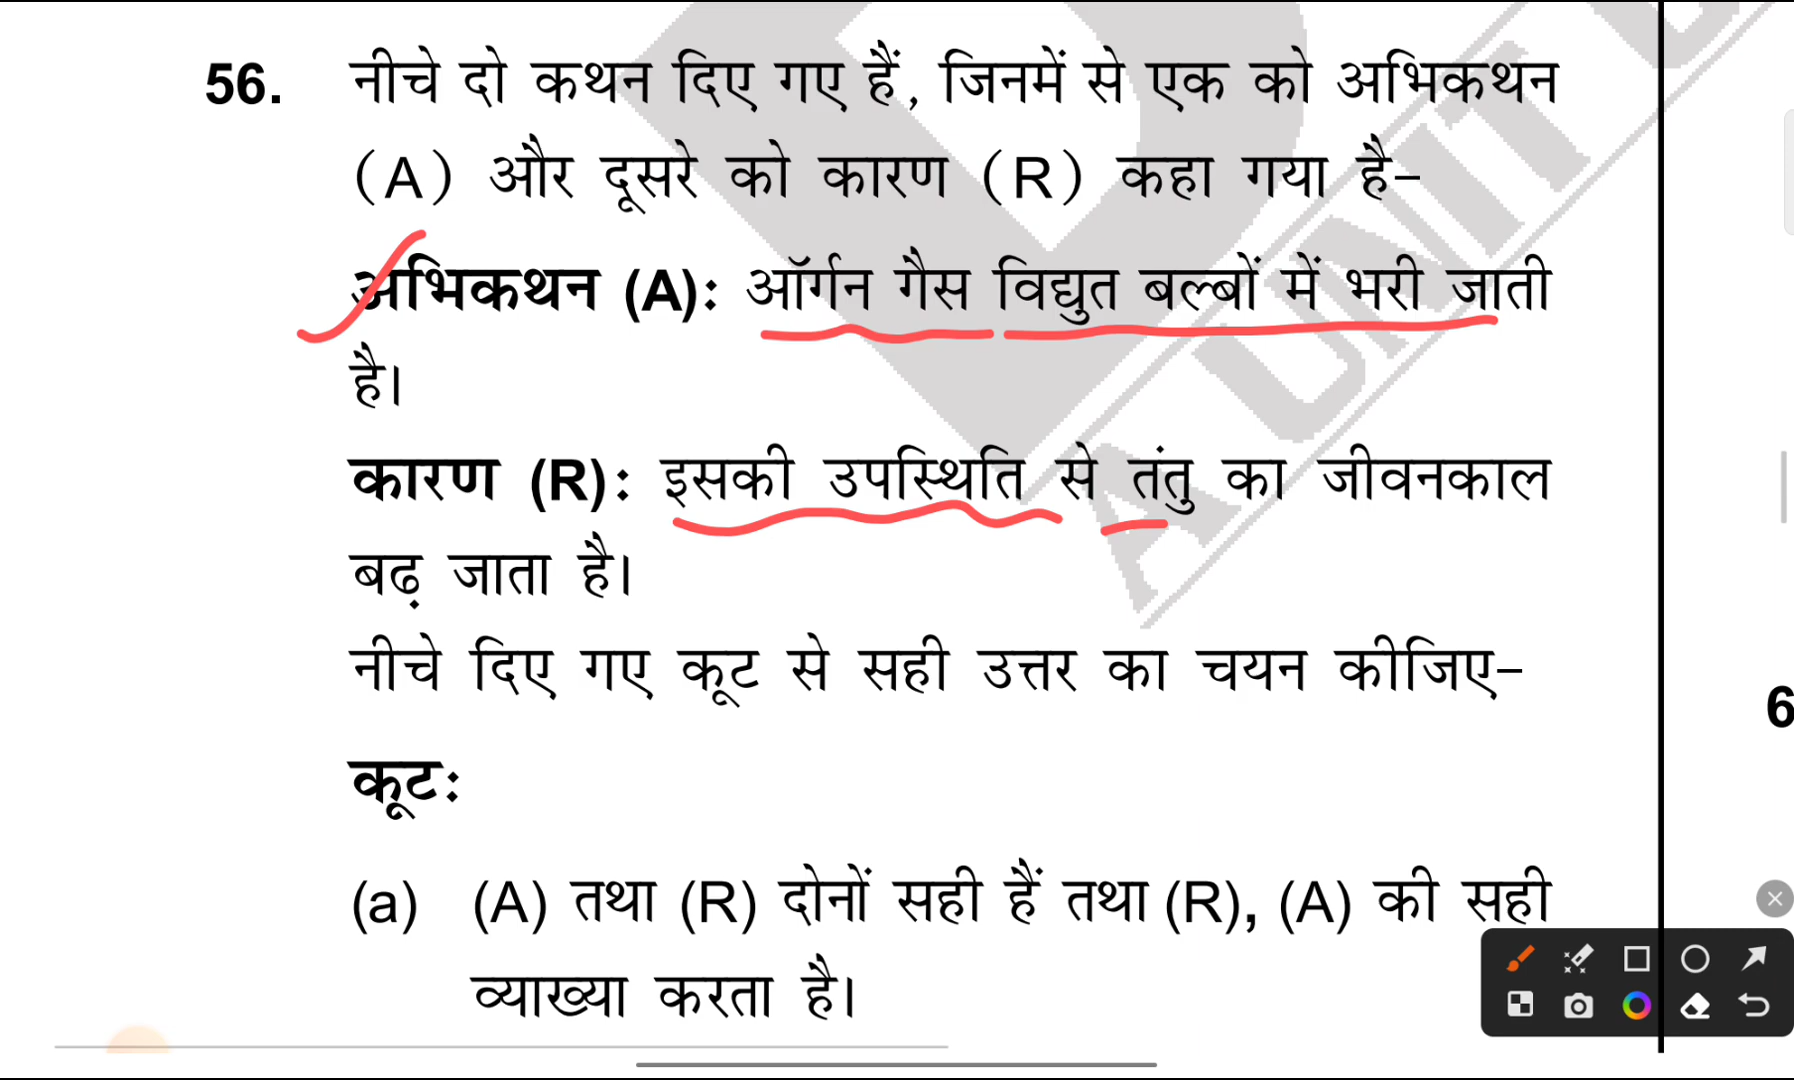 56. नीचे दो कथन दिए गए हैं, जिनमें से एक को अभिकथन
(A) और दूसरे को कारण (R) कहा गया है-
अभिकथन (A): ऑर्गन गैस विद्युत बल्बों में भरी जाती
है।
कारण (R): इसकी उपस्थिति से तंतु का जीवनकाल
बढ़ जाता है।
नीचे दिए गए कूट से सही उत्तर का चयन कीजिए-
कूट:
(a) (A) तथा (R) दोनों सही हैं तथा (R), (A) की सही
व्याख्या करता है।
6
A UNIT